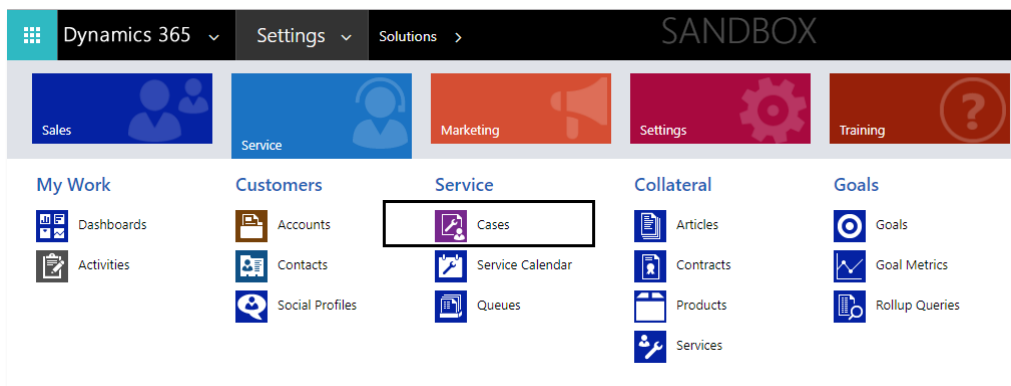 Dynamics 365 Settings Solutions SANDBOX
Sales
Service
Marketing
Settings
Training
?
My Work
Dashboards
Activities
Customers
Accounts
Contacts
Social Profiles
Service
Cases
Service Calendar
Queues
Collateral
Articles
Contracts
Products
Services
Goals
Goals
Goal Metrics
Rollup Queries